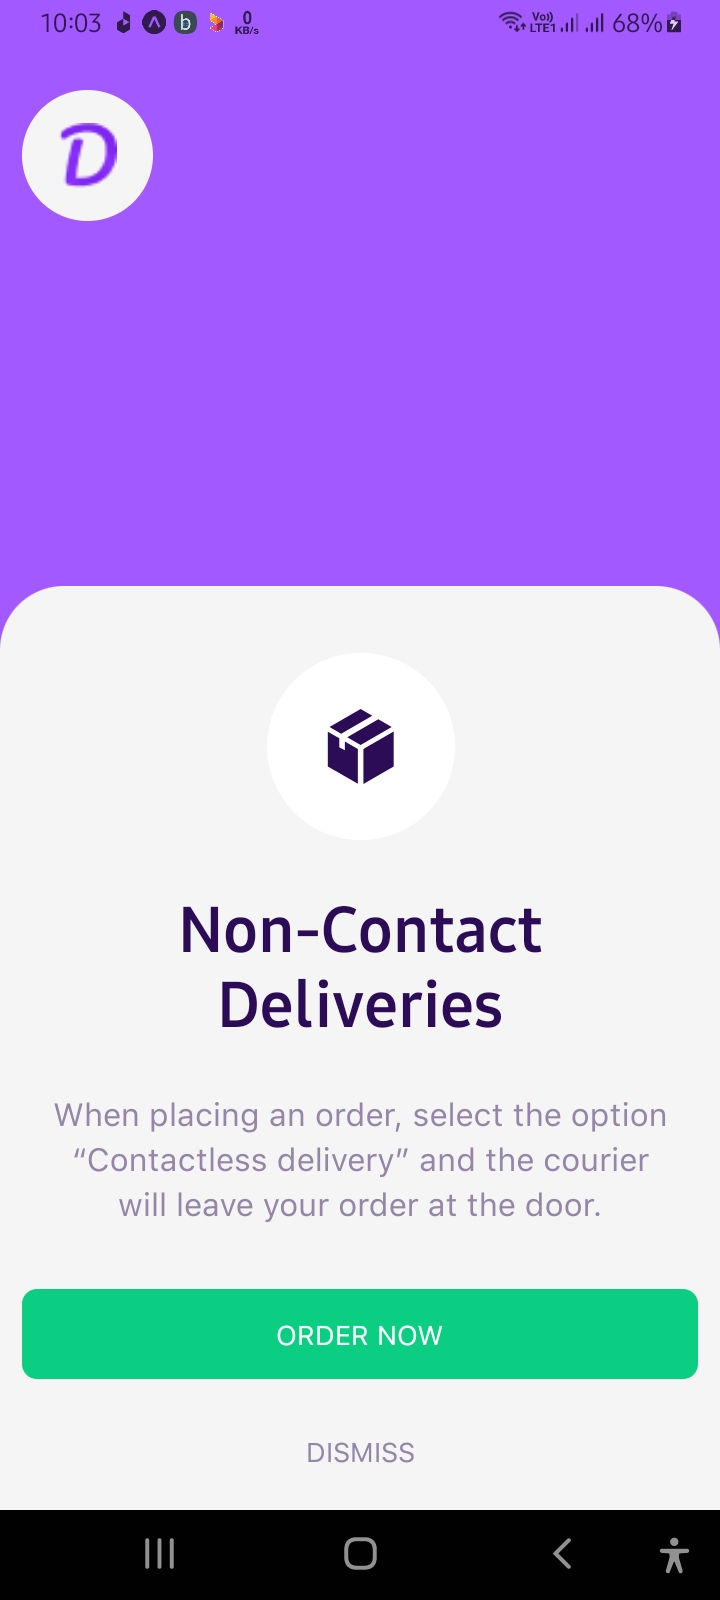 10:03
b
0
KB/s
Vo))
LTE1
68%
D
Non-Contact
Deliveries
When placing an order, select the option
“Contactless delivery” and the courier
will leave your order at the door.
ORDER NOW
DISMISS